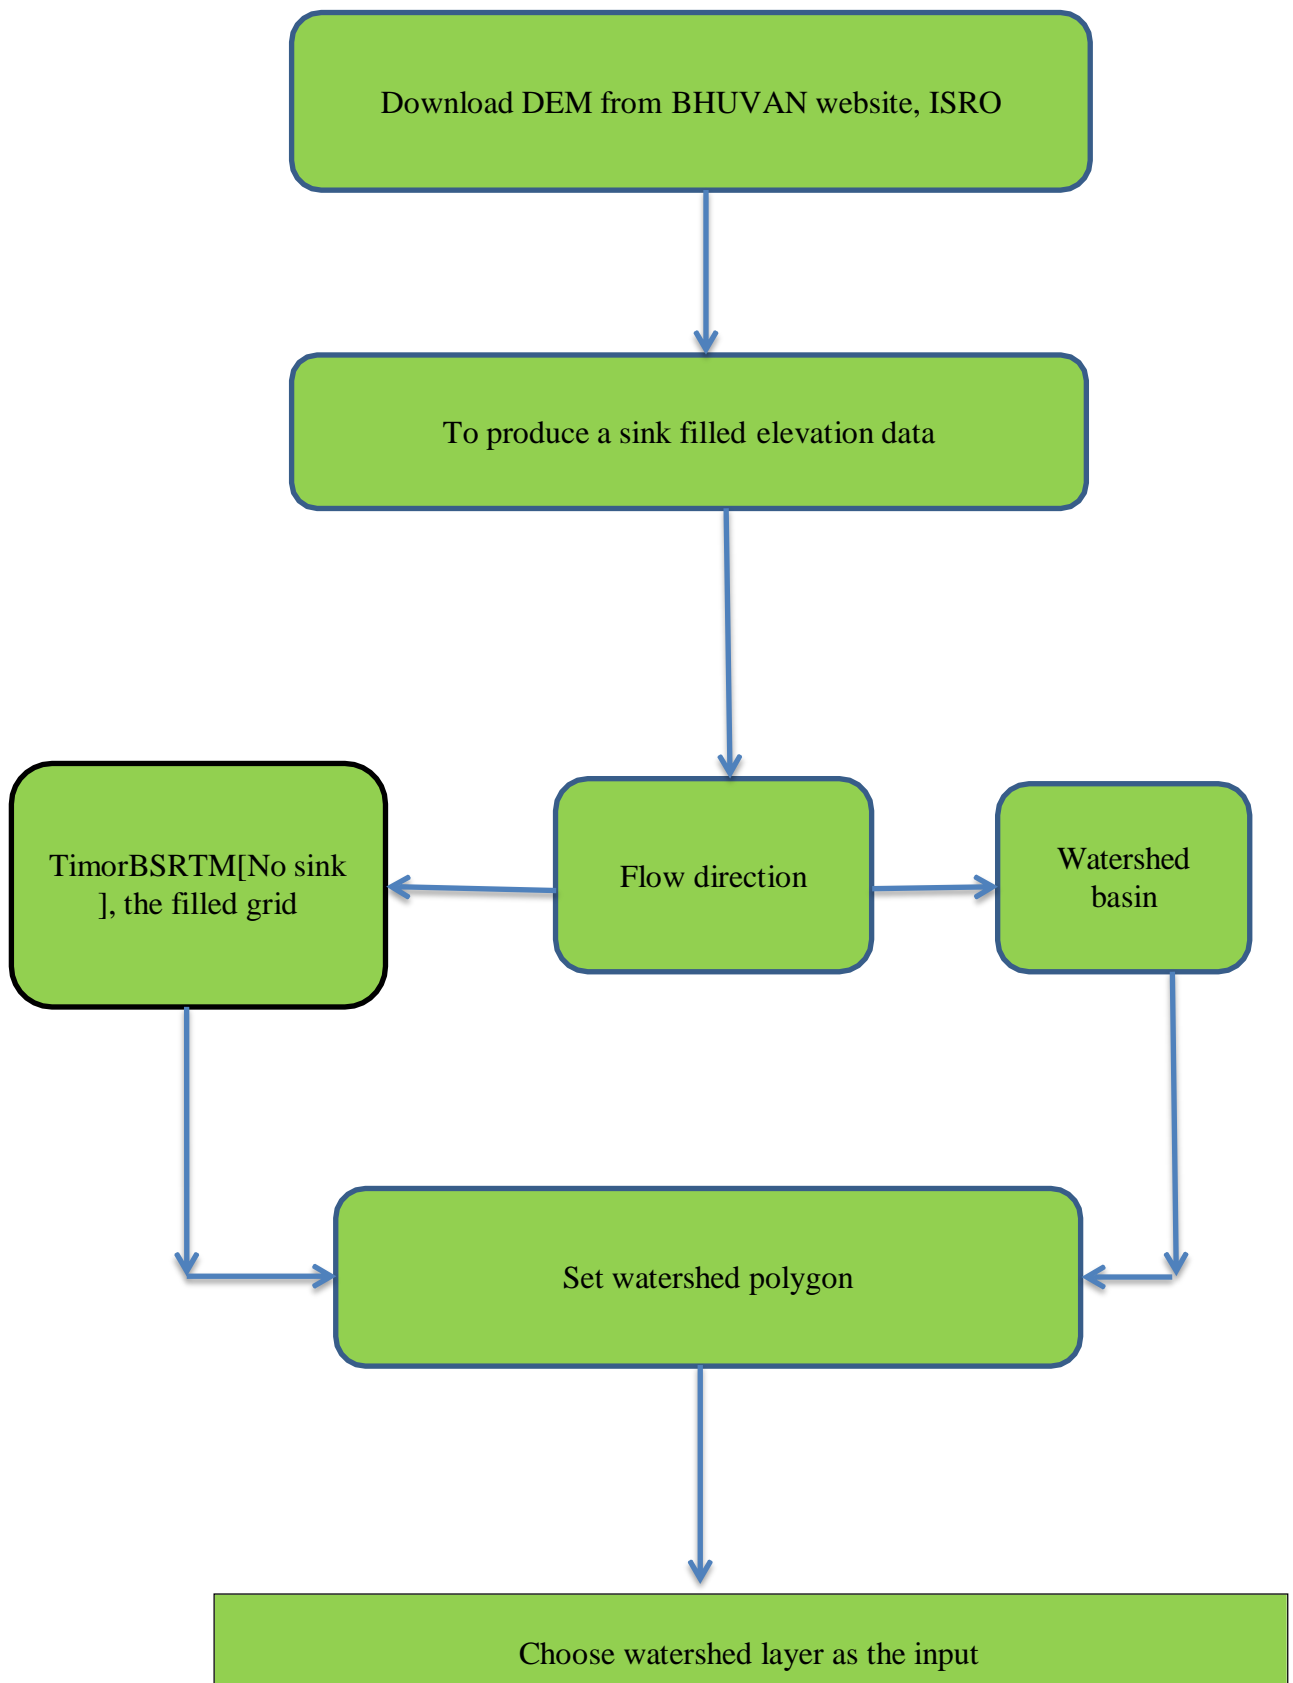 Download DEM from BHUVAN website, ISRO
To produce a sink filled elevation data
TimorBSRTM[No sink
], the filled grid
Flow direction
Watershed
basin
Set watershed polygon
Choose watershed layer as the input